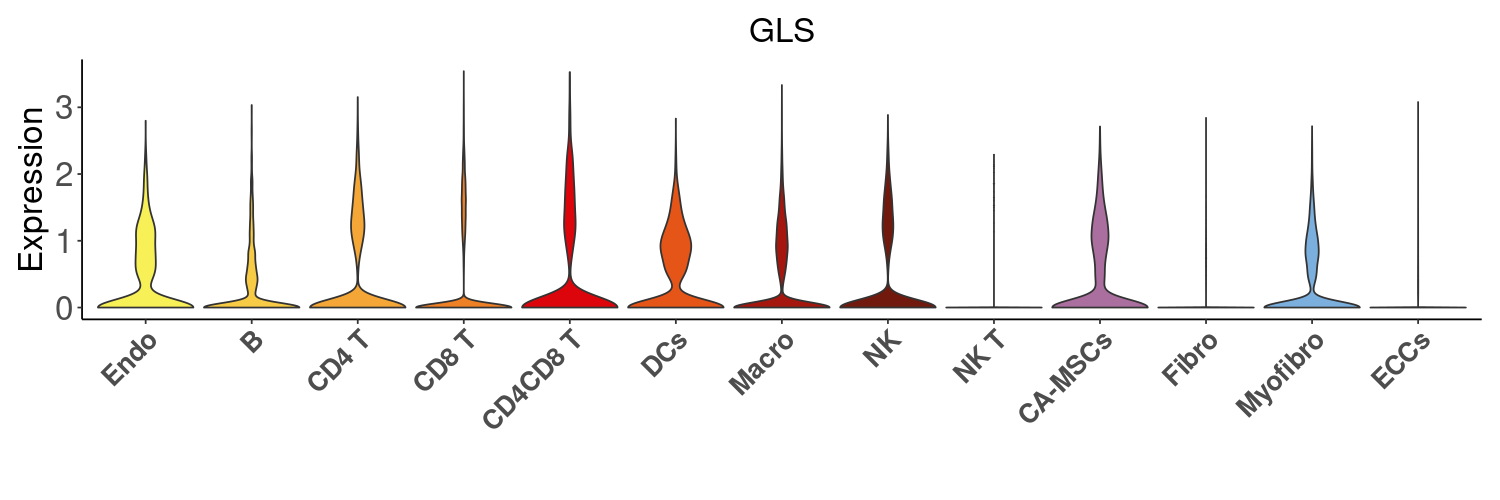 GLS
Expression
3
2
1
0
Endo
B
CD4 T
CD8 T
CD4CD8 T
DCs
Macro
NK
NK T
CA-MSCs
Fibro
Myofibro
ECCs